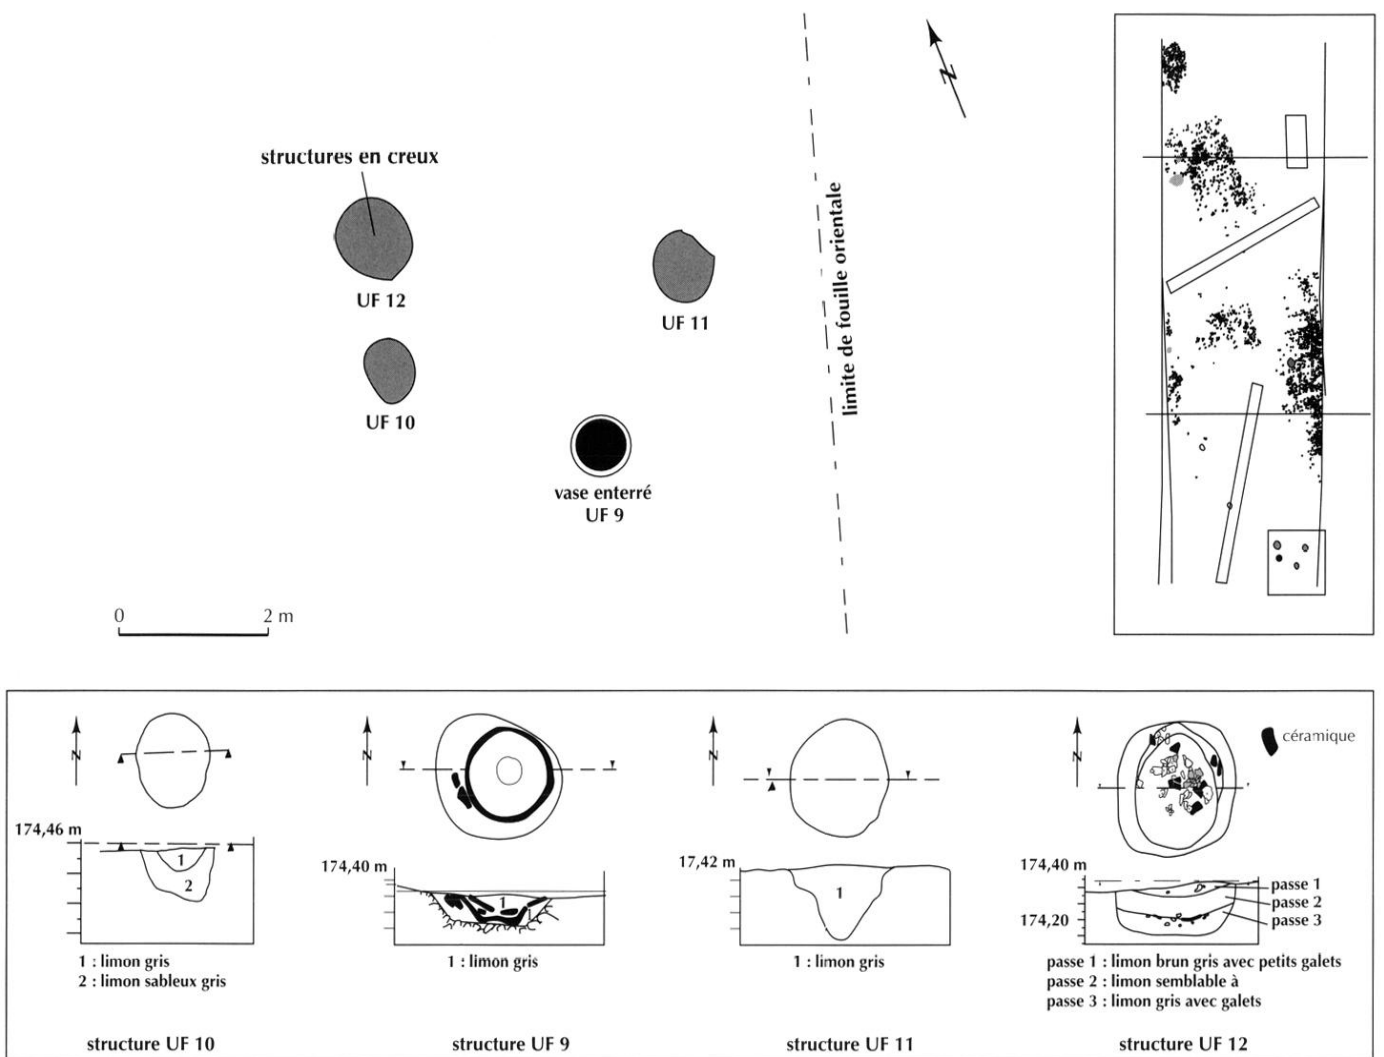 N
structures en creux
UF 12
UF 11
UF 10
vase enterré
UF 9
limite de fouille orientale
0 2 m
N
174,46 m
1
2
1 : limon gris
2 : limon sableux gris
structure UF 10
N
174,40 m
1
1 : limon gris
structure UF 9
N
17,42 m
1
1 : limon gris
structure UF 11
N
céramique
174,40 m
174,20
passe 1
passe 2
passe 3
passe 1 : limon brun gris avec petits galets
passe 2 : limon semblable à
passe 3 : limon gris avec galets
structure UF 12